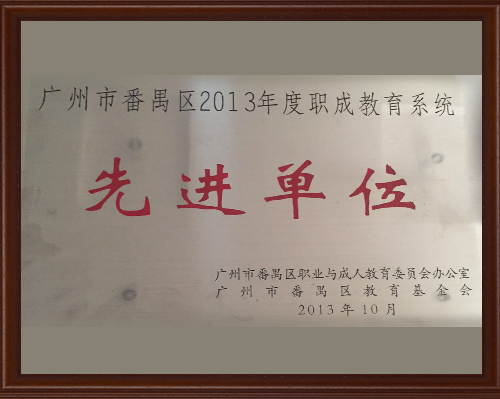 广州市番禺区2013年度职成教育系统
先进单位
广州市番禺区职业与成人教育委员会办公室
广州市番禺区教育基金会
2013年10月